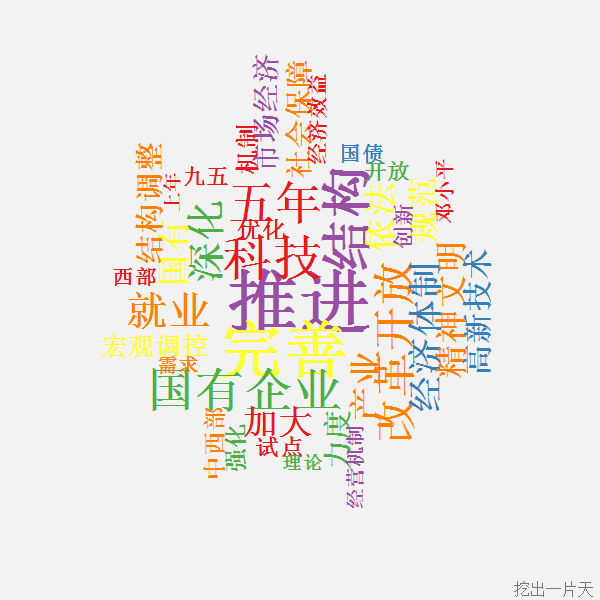 市场经济
社会保障
经济效益
机制
国债
结构调整
上年
九五
五年
结构
开放
依法
规范
邓小平
创新
国有
深化
优化
科技
西部
推进
改革开放
经济体制
精神文明
高新技术
就业
宏观调控
完善
需求
国有企业
产业
中西部
强化
加大
试点
理论
力度
经营机制
挖出一片天